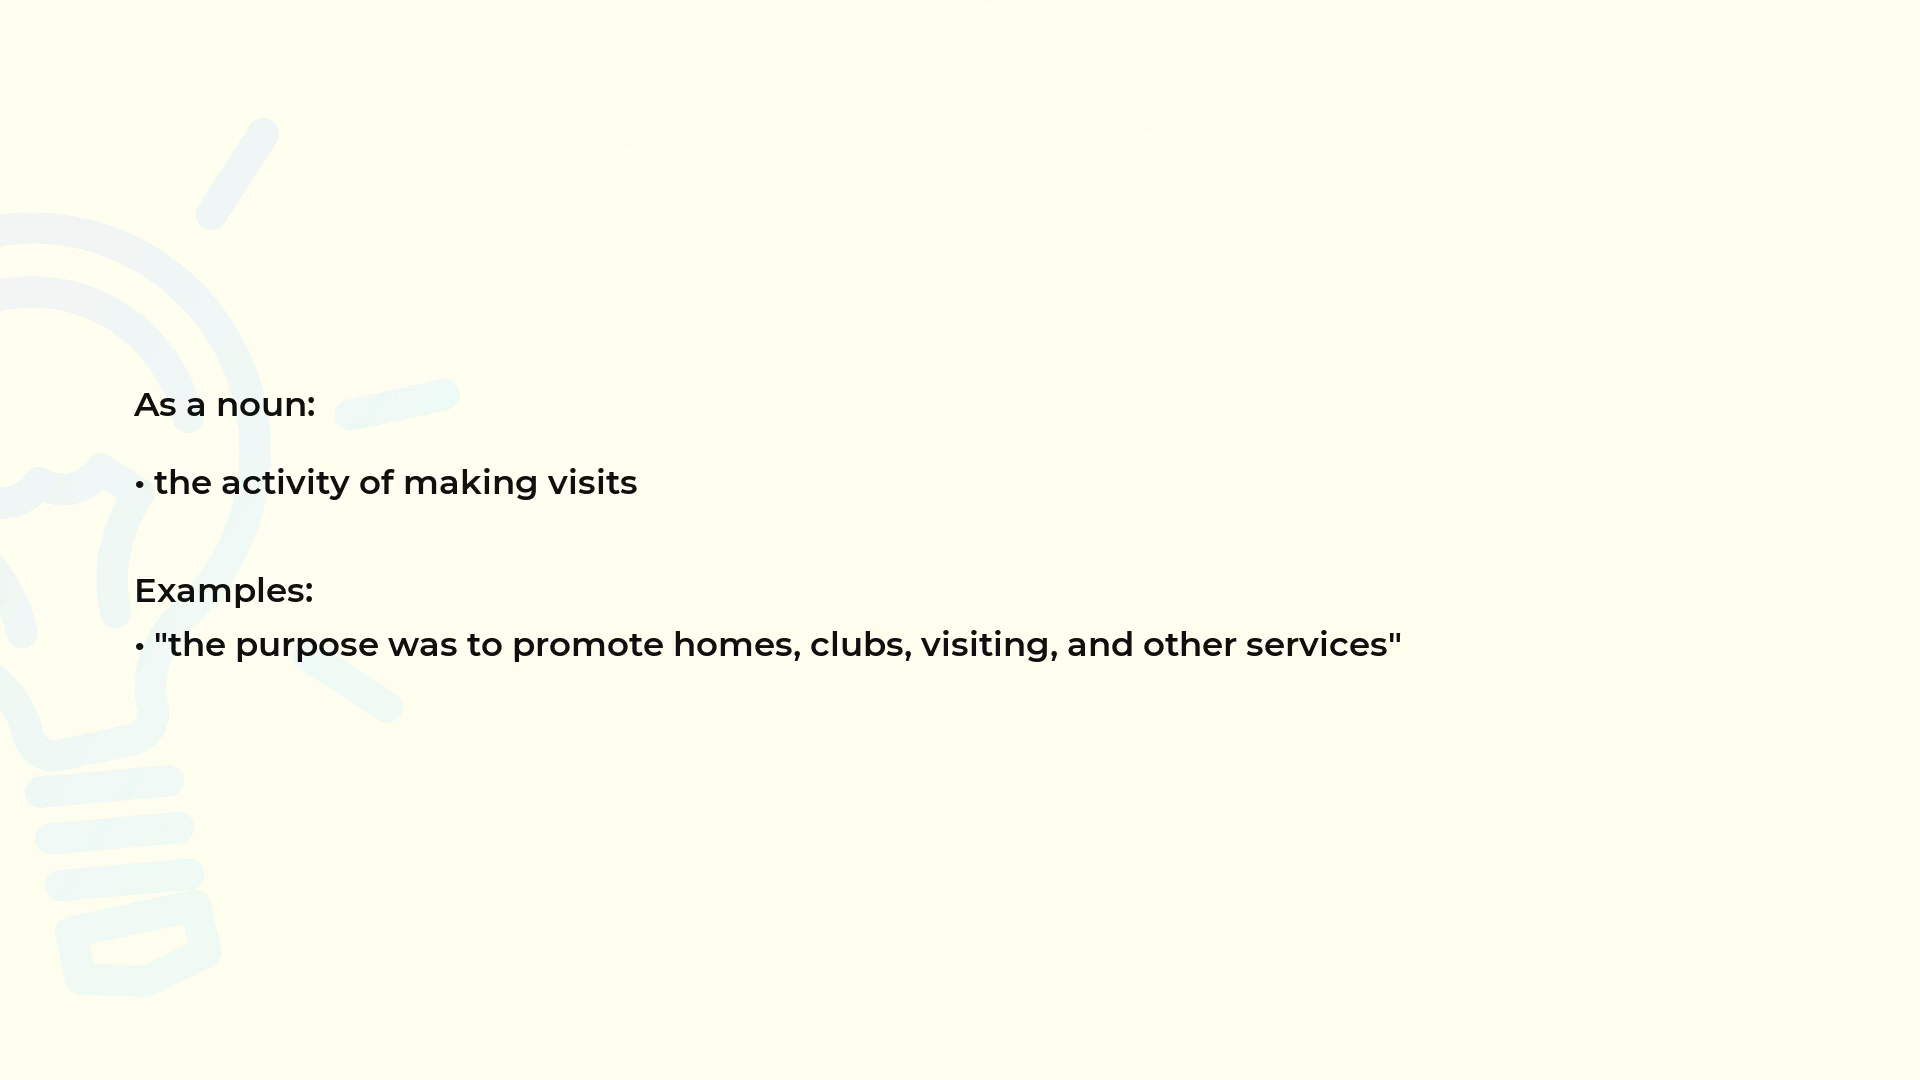 As a noun:
• the activity of making visits
Examples:
• "the purpose was to promote homes, clubs, visiting, and other services"